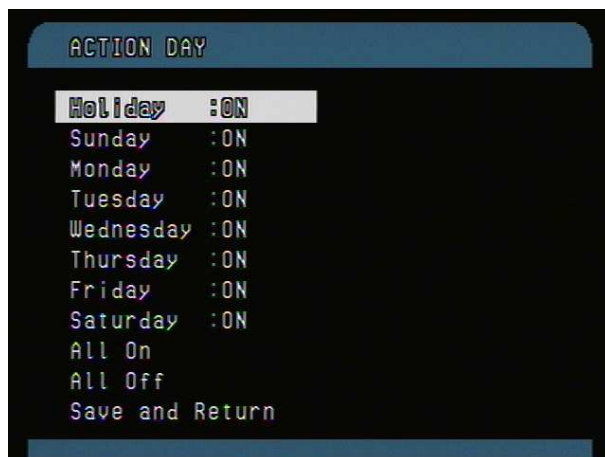 ACTION DAY
Holiday :ON
Sunday :ON
Monday :ON
Tuesday :ON
Wednesday :ON
Thursday :ON
Friday :ON
Saturday :ON
All On
All Off
Save and Return